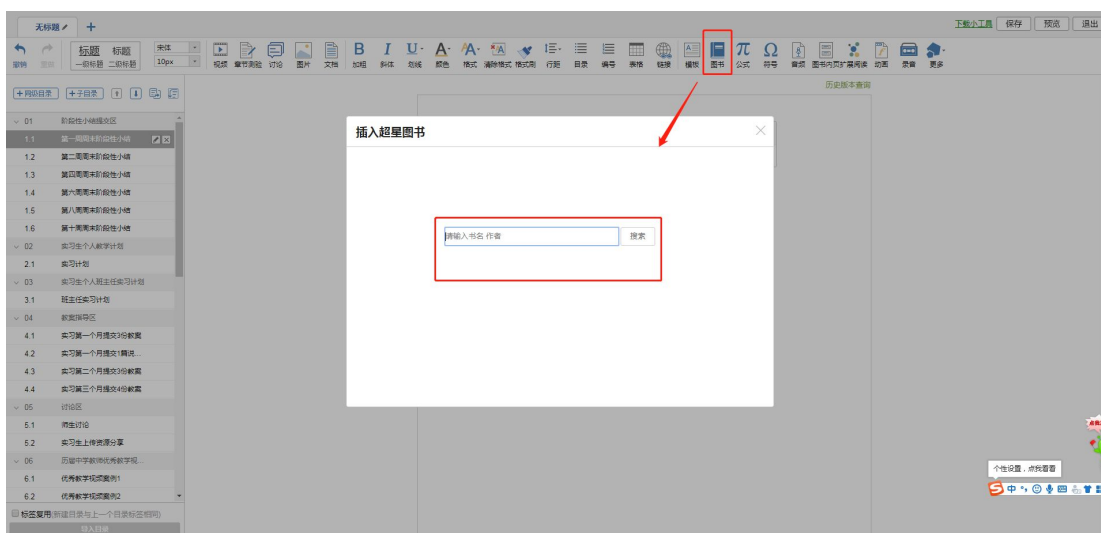 无标题
下载小工具 保存 预览 退出
撤销
标题 标题 宋体
一级标题 二级标题 10px
视频 章节测验 讨论 图片 文档 加粗 斜体 划线 颜色 格式 清除格式 格式刷 行距 目录 编号 表格 链接 模板 图书 公式 符号 音频 图书内页扩展阅读 动画 录音 更多
+同级目录 +子目录
历史版本查询
01 阶段性小结提交区
1.1 第一周周末阶段性小结
1.2 第二周周末阶段性小结
1.3 第四周周末阶段性小结
1.4 第六周周末阶段性小结
1.5 第八周周末阶段性小结
1.6 第十周周末阶段性小结
02 实习生个人教学计划
2.1 实习计划
03 实习生个人班主任实习计划
3.1 班主任实习计划
04 教案指导区
4.1 实习第一个月提交3份教案
4.2 实习第一个月提交1篇说...
4.3 实习第二个月提交3份教案
4.4 实习第三个月提交4份教案
05 讨论区
5.1 师生讨论
5.2 实习生上传资源分享
06 历届中学教师优秀教学视...
6.1 优秀教学视频案例1
6.2 优秀教学视频案例2
标签复用(新建目录与上一个目录标签相同)
导入目录
插入超星图书
请输入书名 作者 搜索
个性设置，点我看看
中